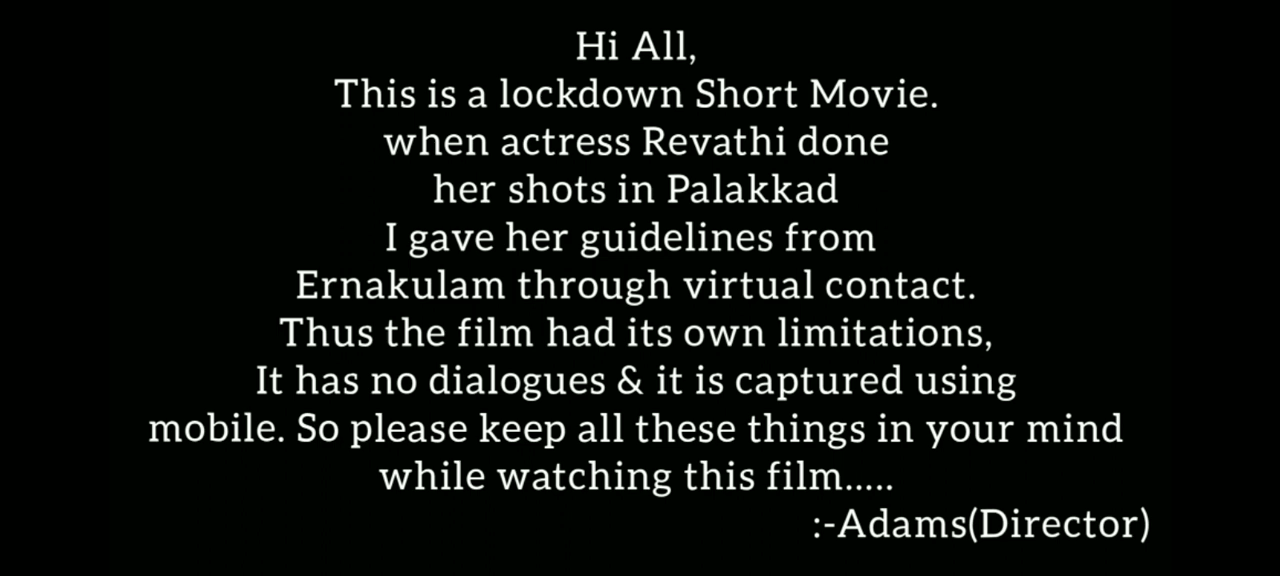 Hi All,
This is a lockdown Short Movie.
when actress Revathi done
her shots in Palakkad
I gave her guidelines from
Ernakulam through virtual contact.
Thus the film had its own limitations,
It has no dialogues & it is captured using
mobile. So please keep all these things in your mind
while watching this film.....
:-Adams(Director)